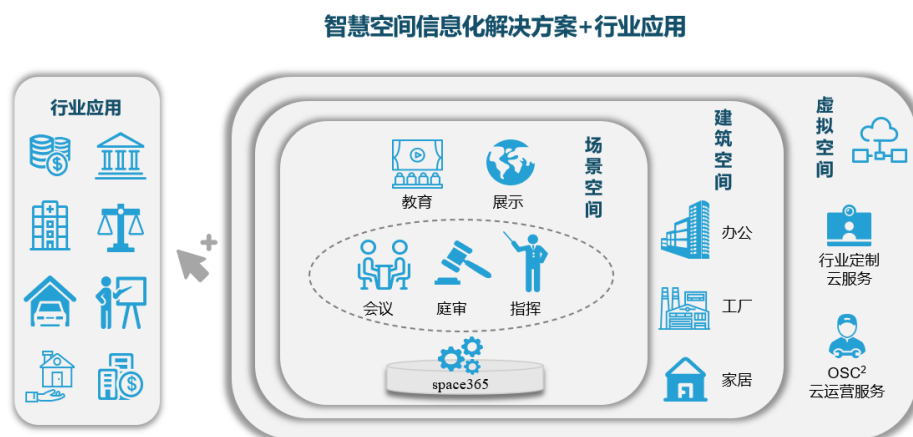 智慧空间信息化解决方案+行业应用
行业应用
场景空间
教育
展示
会议
庭审
指挥
space365
建筑空间
办公
工厂
家居
虚拟空间
行业定制
云服务
OSC²
云运营服务